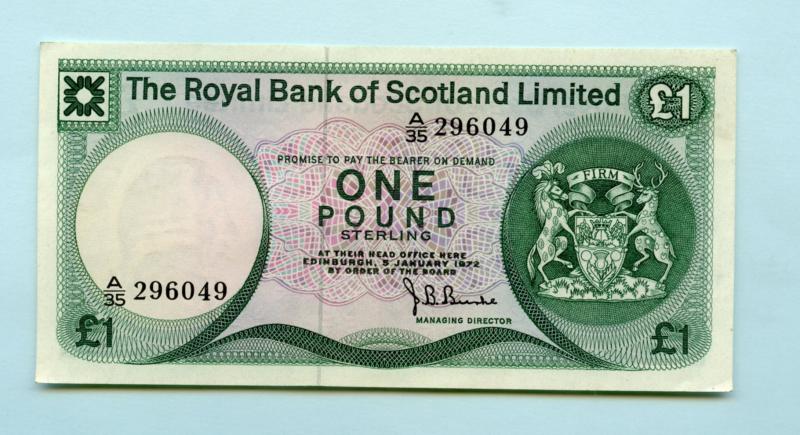 The Royal Bank of Scotland Limited
£1
A/35 296049
PROMISE TO PAY THE BEARER ON DEMAND
ONE
POUND
STERLING
AT THEIR HEAD OFFICE HERE
EDINBURGH, 5 JANUARY 1972
BY ORDER OF THE BOARD
J. B. Burke
MANAGING DIRECTOR
FIRM
A/35 296049
£1
£1